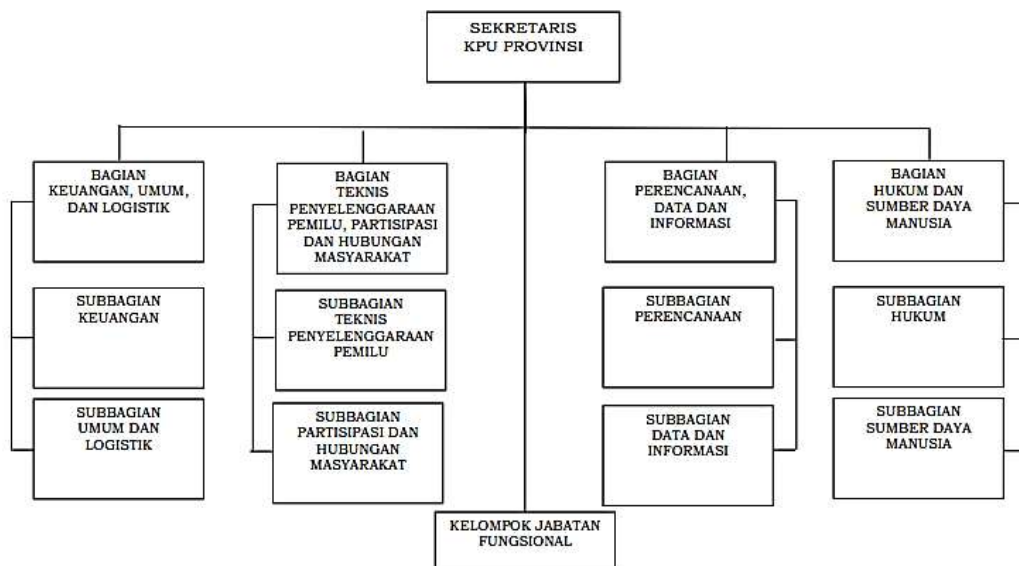 SEKRETARIS
KPU PROVINSI
BAGIAN
KEUANGAN, UMUM,
DAN LOGISTIK
BAGIAN
TEKNIS
PENYELENGGARAAN
PEMILU, PARTISIPASI
DAN HUBUNGAN
MASYARAKAT
BAGIAN
PERENCANAAN,
DATA DAN
INFORMASI
BAGIAN
HUKUM DAN
SUMBER DAYA
MANUSIA
SUBBAGIAN
KEUANGAN
SUBBAGIAN
TEKNIS
PENYELENGGARAAN
PEMILU
SUBBAGIAN
PERENCANAAN
SUBBAGIAN
HUKUM
SUBBAGIAN
UMUM DAN
LOGISTIK
SUBBAGIAN
PARTISIPASI DAN
HUBUNGAN
MASYARAKAT
SUBBAGIAN
DATA DAN
INFORMASI
SUBBAGIAN
SUMBER DAYA
MANUSIA
KELOMPOK JABATAN
FUNGSIONAL